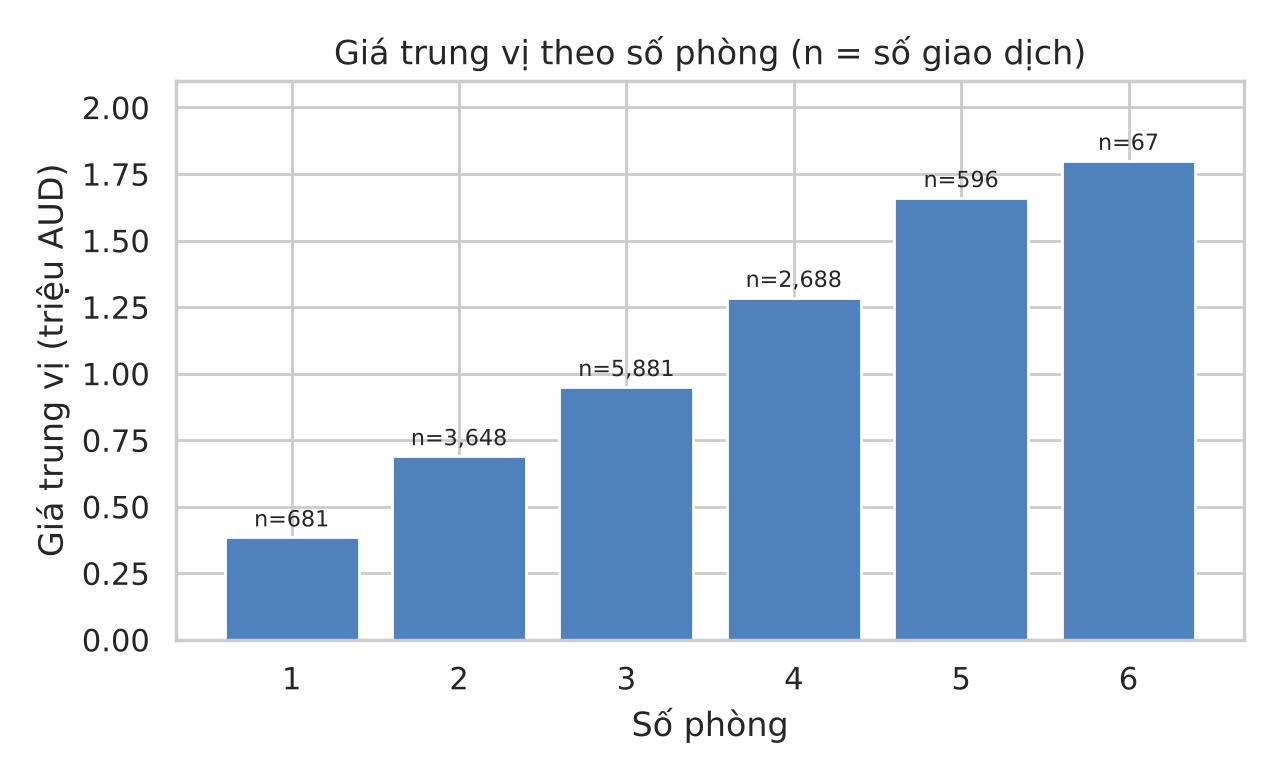 Giá trung vị theo số phòng (n = số giao dịch)
Giá trung vị (triệu AUD)
2.00
1.75
1.50
1.25
1.00
0.75
0.50
0.25
0.00
n=681
n=3,648
n=5,881
n=2,688
n=596
n=67
1 2 3 4 5 6
Số phòng